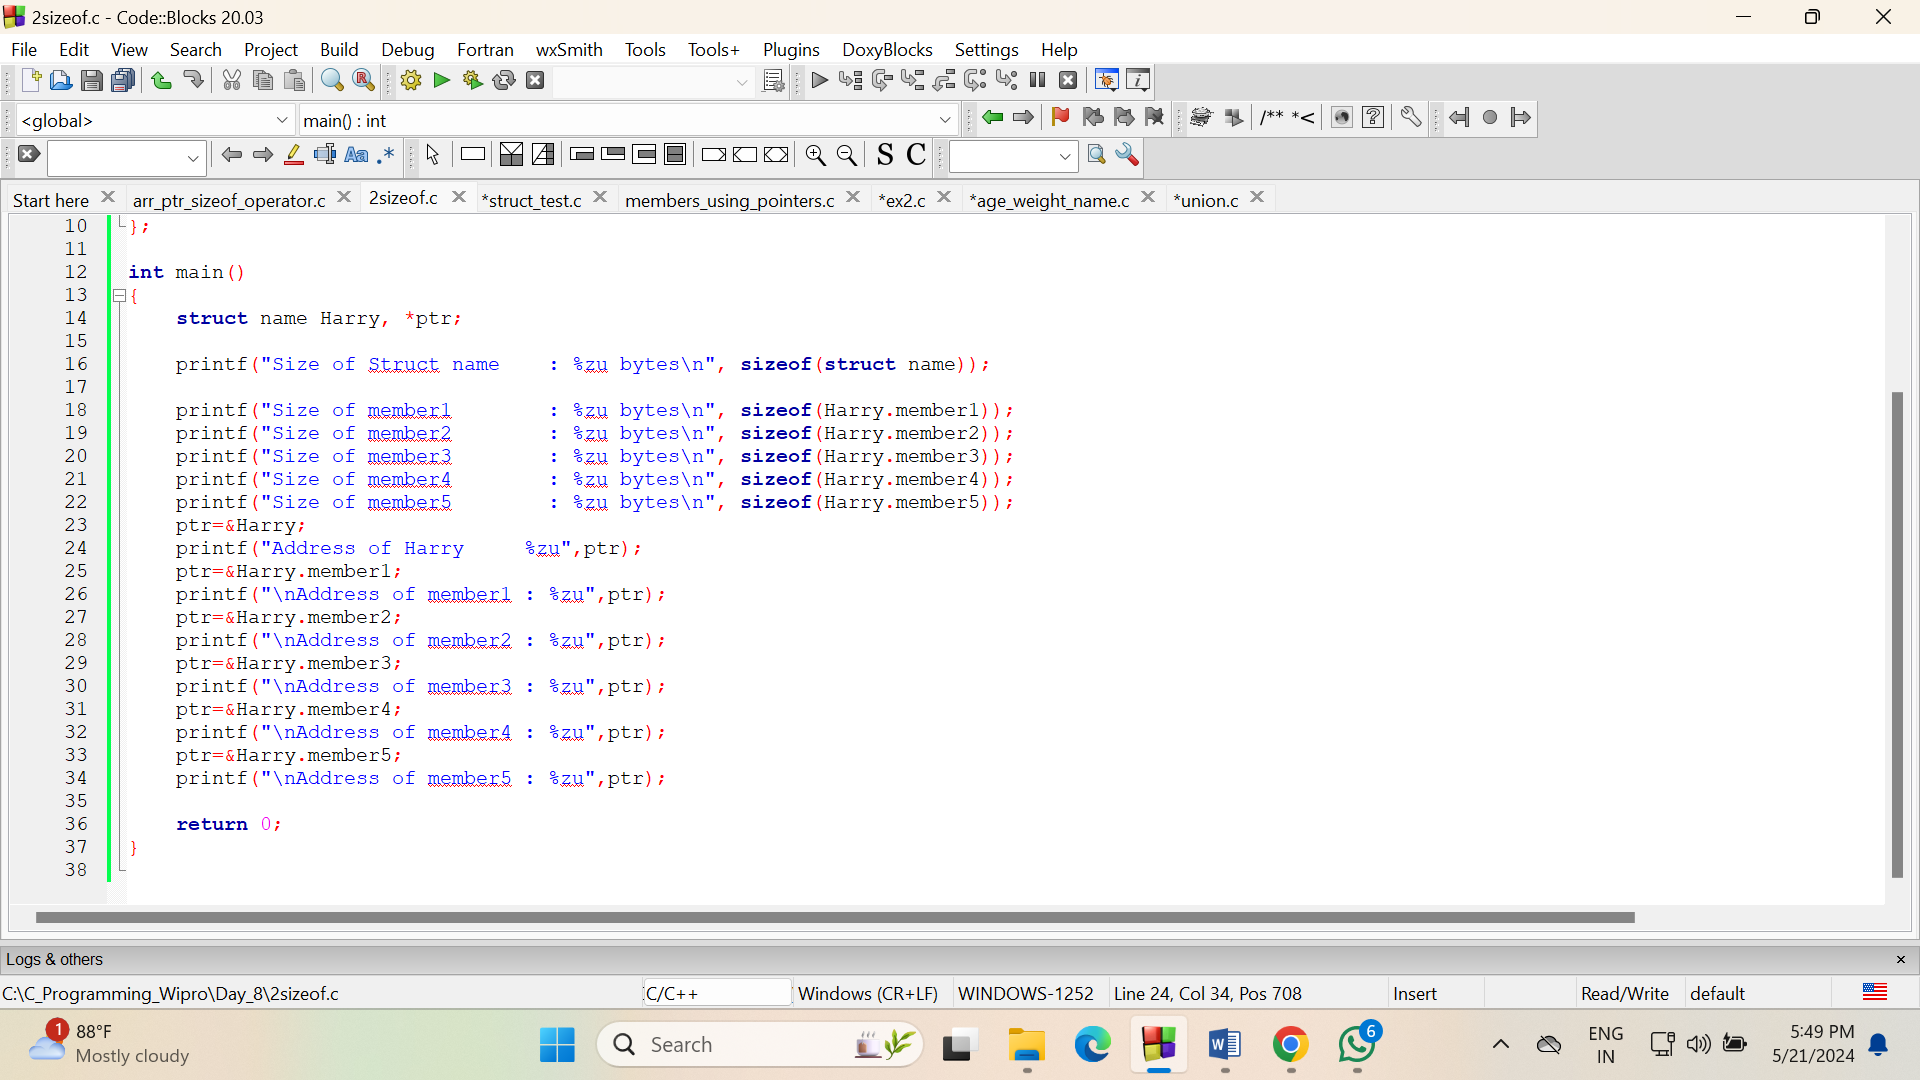 2sizeof.c - Code::Blocks 20.03
File Edit View Search Project Build Debug Fortran wxSmith Tools Tools+ Plugins DoxyBlocks Settings Help
<global> main() : int /** *<
Aa .* S C
Start here arr_ptr_sizeof_operator.c 2sizeof.c *struct_test.c members_using_pointers.c *ex2.c *age_weight_name.c *union.c
10 };
11
12 int main()
13 {
14     struct name Harry, *ptr;
15
16     printf("Size of Struct name    : %zu bytes\n", sizeof(struct name));
17
18     printf("Size of member1        : %zu bytes\n", sizeof(Harry.member1));
19     printf("Size of member2        : %zu bytes\n", sizeof(Harry.member2));
20     printf("Size of member3        : %zu bytes\n", sizeof(Harry.member3));
21     printf("Size of member4        : %zu bytes\n", sizeof(Harry.member4));
22     printf("Size of member5        : %zu bytes\n", sizeof(Harry.member5));
23     ptr=&Harry;
24     printf("Address of Harry     %zu",ptr);
25     ptr=&Harry.member1;
26     printf("\nAddress of member1 : %zu",ptr);
27     ptr=&Harry.member2;
28     printf("\nAddress of member2 : %zu",ptr);
29     ptr=&Harry.member3;
30     printf("\nAddress of member3 : %zu",ptr);
31     ptr=&Harry.member4;
32     printf("\nAddress of member4 : %zu",ptr);
33     ptr=&Harry.member5;
34     printf("\nAddress of member5 : %zu",ptr);
35
36     return 0;
37 }
38
Logs & others
C:\C_Programming_Wipro\Day_8\2sizeof.c C/C++ Windows (CR+LF) WINDOWS-1252 Line 24, Col 34, Pos 708 Insert Read/Write default
1 88°F
Mostly cloudy
Search
6
ENG
IN
5:49 PM
5/21/2024